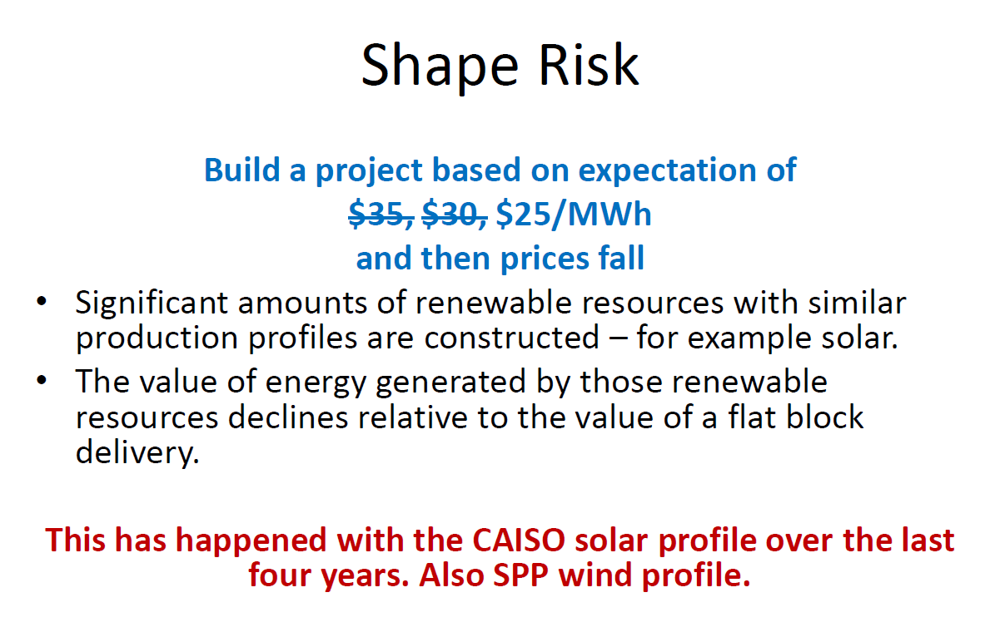 Shape Risk
Build a project based on expectation of
$35, $30, $25/MWh
and then prices fall
• Significant amounts of renewable resources with similar
production profiles are constructed – for example solar.
• The value of energy generated by those renewable
resources declines relative to the value of a flat block
delivery.
This has happened with the CAISO solar profile over the last
four years. Also SPP wind profile.